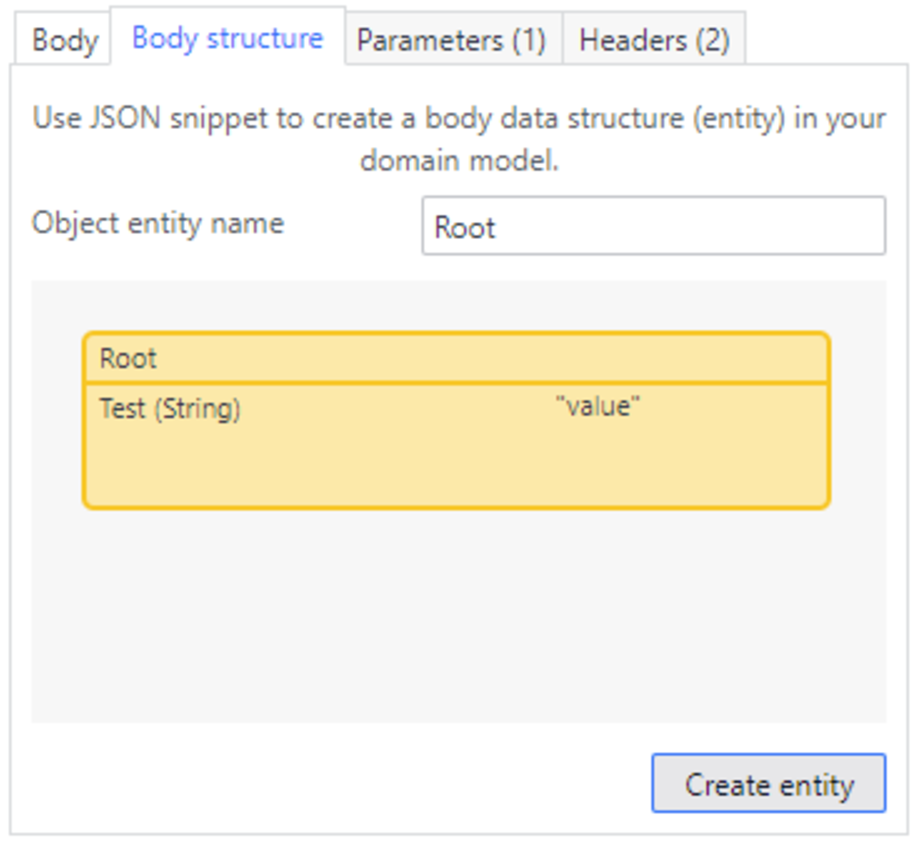 Body Body structure Parameters (1) Headers (2)
Use JSON snippet to create a body data structure (entity) in your
domain model.
Object entity name Root
Root
Test (String) "value"
Create entity